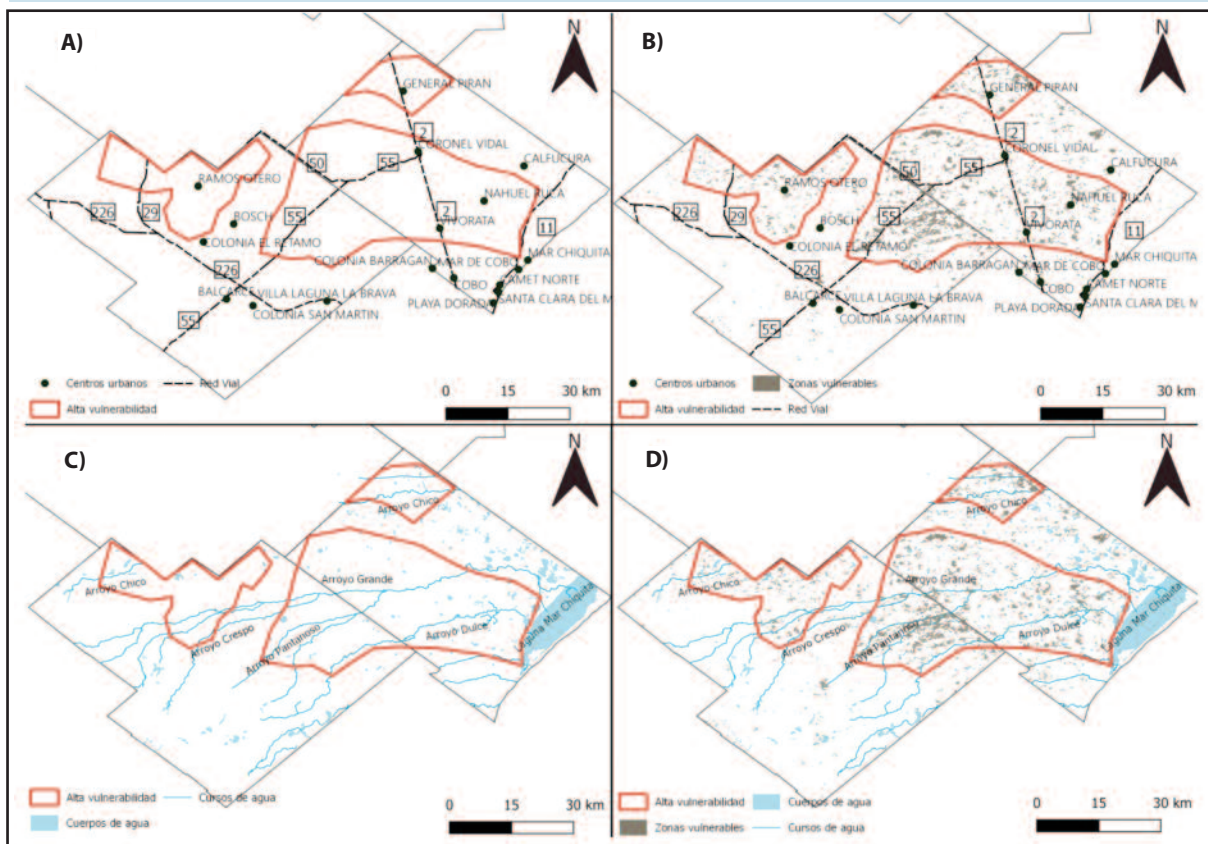 A)
N
GENERAL PIRAN
2
CORONEL VIDAL
50
55
CALFUCURA
RAMOS OTERO
NAHUEL RUCA
226
29
BOSCH
55
2
VIVORATA
11
COLONIA EL RETAMO
226
COLONIA BARRAGAN
MAR DE COBO
MAR CHIQUITA
COBO
CAMET NORTE
BALCARCE
VILLA LAGUNA LA BRAVA
PLAYA DORADA
SANTA CLARA DEL M
COLONIA SAN MARTIN
55
Centros urbanos
Red Vial
Alta vulnerabilidad
0 15 30 km
B)
N
GENERAL PIRAN
2
CORONEL VIDAL
50
55
CALFUCURA
RAMOS OTERO
NAHUEL RUCA
226
29
BOSCH
55
2
VIVORATA
11
COLONIA EL RETAMO
226
COLONIA BARRAGAN
MAR DE COBO
MAR CHIQUITA
COBO
CAMET NORTE
BALCARCE
VILLA LAGUNA LA BRAVA
PLAYA DORADA
SANTA CLARA DEL M
COLONIA SAN MARTIN
55
Centros urbanos
Zonas vulnerables
Alta vulnerabilidad
Red Vial
0 15 30 km
C)
N
Arroyo Chico
Arroyo Chico
Arroyo Grande
Arroyo Crespo
Arroyo Pantanoso
Arroyo Dulce
Laguna Mar Chiquita
Alta vulnerabilidad
Cursos de agua
Cuerpos de agua
0 15 30 km
D)
N
Arroyo Chico
Arroyo Chico
Arroyo Grande
Arroyo Crespo
Arroyo Pantanoso
Arroyo Dulce
Laguna Mar Chiquita
Alta vulnerabilidad
Cuerpos de agua
Zonas vulnerables
Cursos de agua
0 15 30 km